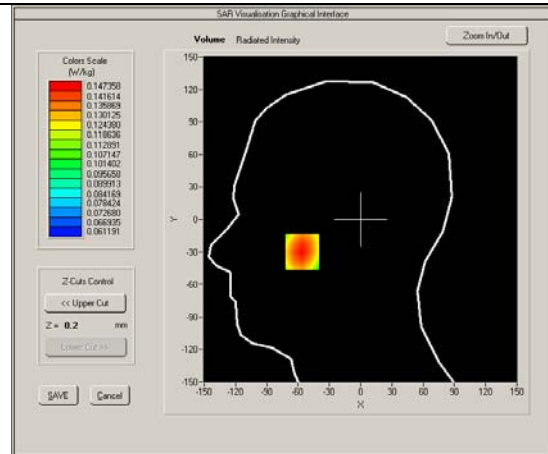 SAR Visualisation Graphical Interface
Volume Radiated Intensity
Zoom In/Out
Colors Scale
(W/kg)
0.147358
0.141614
0.135869
0.130125
0.124380
0.118636
0.112891
0.107147
0.101402
0.095658
0.089913
0.084169
0.078424
0.072680
0.066935
0.061191
Z-Cuts Control
<< Upper Cut
Z = 0.2 mm
Lower Cut >>
SAVE Cancel
150
120
90
60
30
0
-30
-60
-90
-120
-150
Y
-150 -120 -90 -60 -30 0 30 60 90 120 150
X